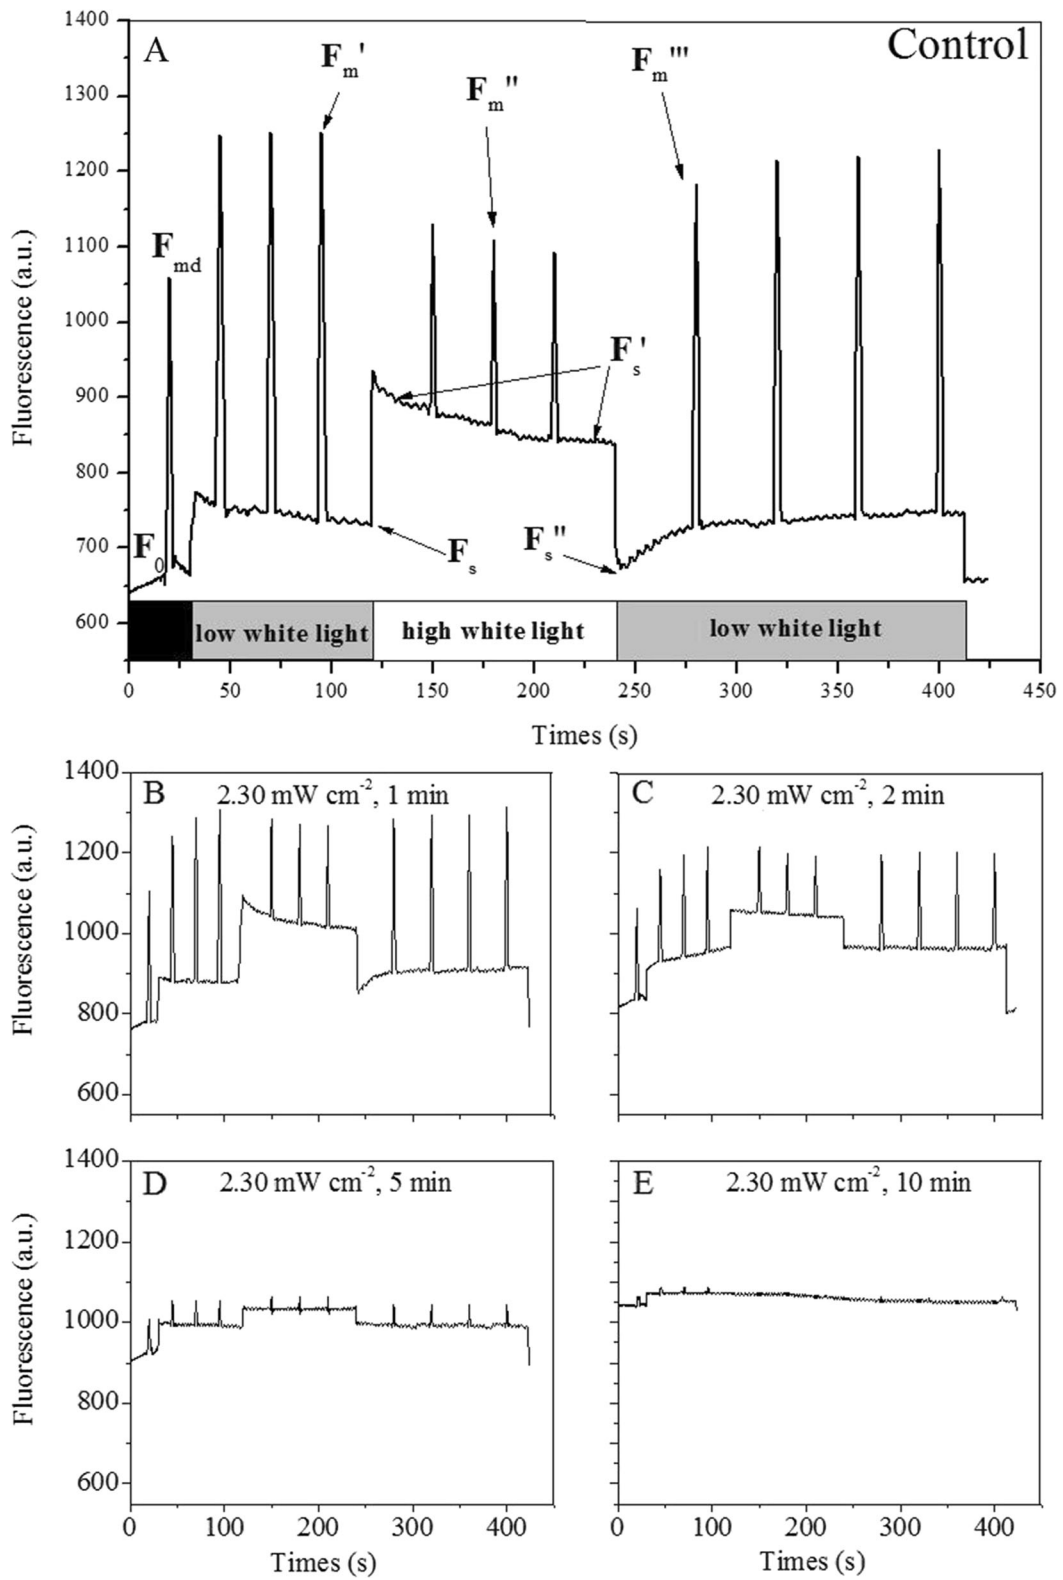 A
Control
1400
1300
1200
1100
1000
900
800
700
600
Fluorescence (a.u.)
Fm'
Fm''
Fm'''
Fmd
Fs'
F0
Fs
Fs''
low white light
high white light
low white light
0
50
100
150
200
250
300
350
400
450
Times (s)
B
2.30 mW cm-2, 1 min
1400
1200
1000
800
600
Fluorescence (a.u.)
C
2.30 mW cm-2, 2 min
D
2.30 mW cm-2, 5 min
1400
1200
1000
800
600
Fluorescence (a.u.)
0
100
200
300
400
Times (s)
E
2.30 mW cm-2, 10 min
0
100
200
300
400
Times (s)